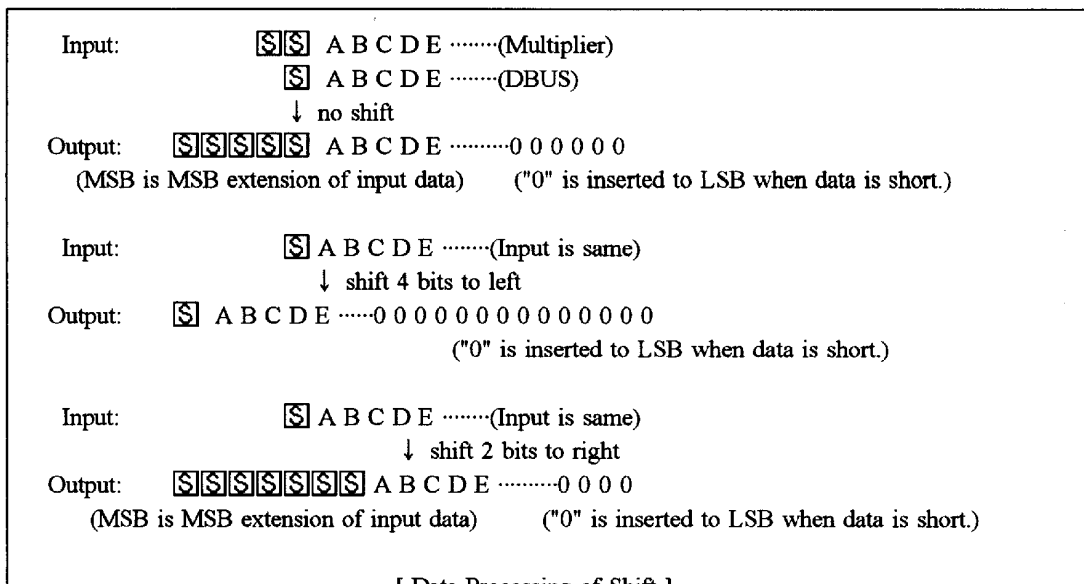 Input: S S A B C D E ········(Multiplier)
S A B C D E ········(DBUS)
↓ no shift
Output: S S S S S A B C D E ··········0 0 0 0 0 0
(MSB is MSB extension of input data) ("0" is inserted to LSB when data is short.)
Input: S A B C D E ········(Input is same)
↓ shift 4 bits to left
Output: S A B C D E ······0 0 0 0 0 0 0 0 0 0 0 0 0 0
("0" is inserted to LSB when data is short.)
Input: S A B C D E ········(Input is same)
↓ shift 2 bits to right
Output: S S S S S S S A B C D E ··········0 0 0 0
(MSB is MSB extension of input data) ("0" is inserted to LSB when data is short.)
[ Data Processing of Shift ]